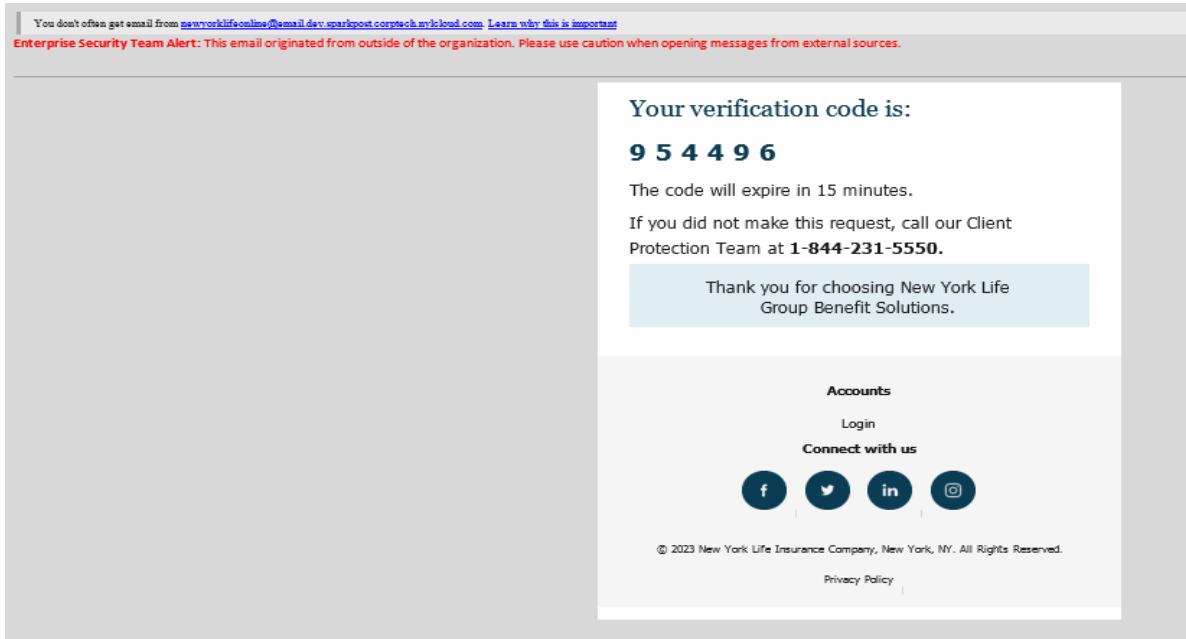 You don't often get email from newyorklifeonline@email.dev.sparkpost.corptech.nylcloud.com. Learn why this is important
Enterprise Security Team Alert: This email originated from outside of the organization. Please use caution when opening messages from external sources.
Your verification code is:
9 5 4 4 9 6
The code will expire in 15 minutes.
If you did not make this request, call our Client
Protection Team at 1-844-231-5550.
Thank you for choosing New York Life
Group Benefit Solutions.
Accounts
Login
Connect with us
© 2023 New York Life Insurance Company, New York, NY. All Rights Reserved.
Privacy Policy